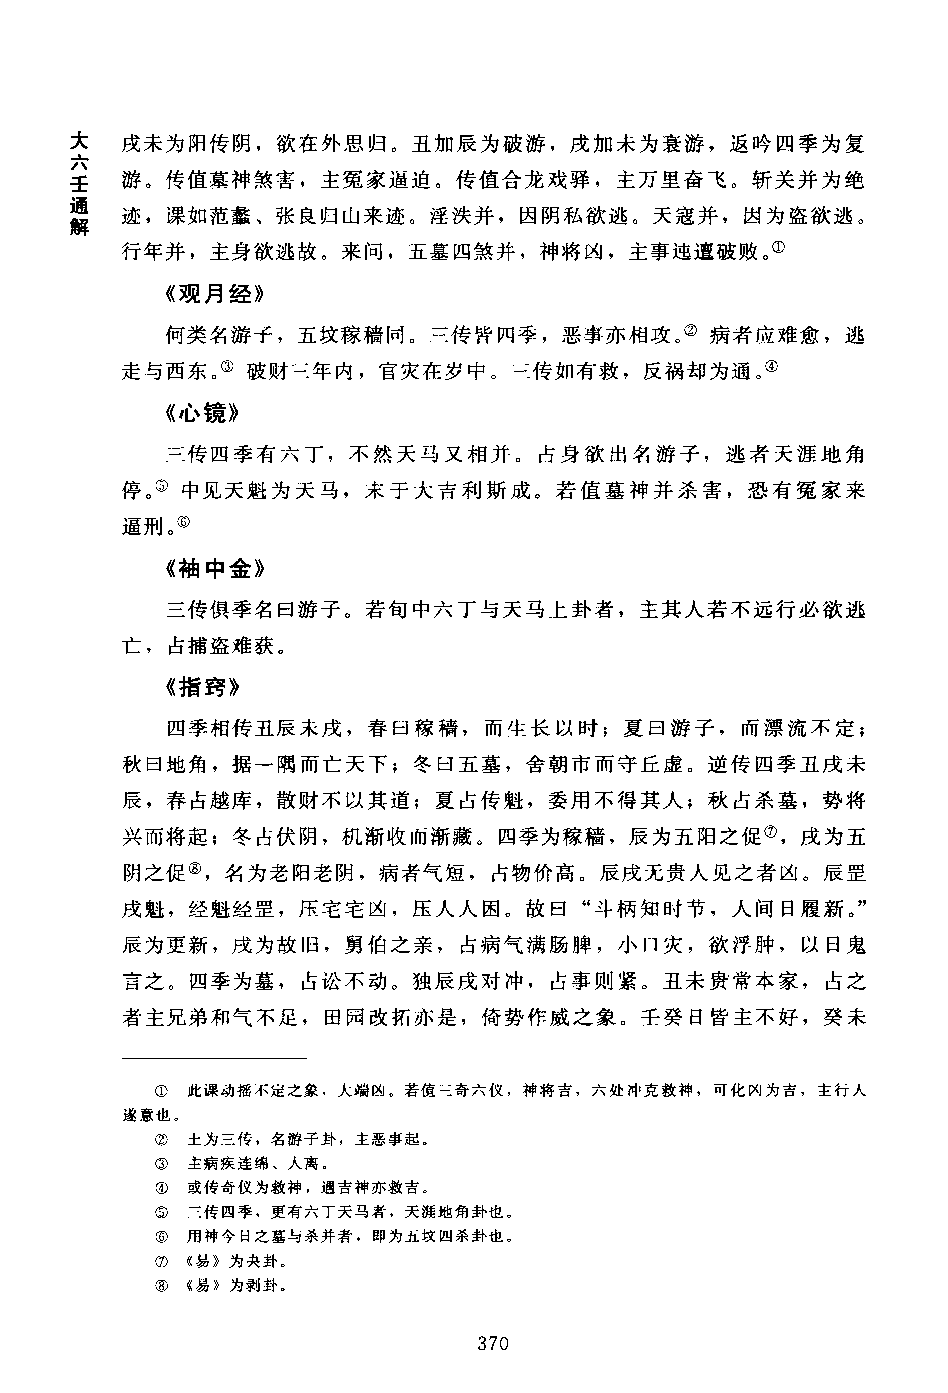 大六壬通解
戌未为阳传阴，欲在外思归。丑加辰为破游，戌加未为衰游，返吟四季为复
游。传值墓神煞害，主冤家逼迫。传值合龙戏驿，主万里奋飞。斩关并为绝
迹，课如范蠡、张良归山来迹。淫泆并，因阴私欲逃。天寇并，因为盗欲逃。
行年并，主身欲逃故。来问，五墓四煞并，神将凶，主事迍邅破败。①
《观月经》
何类名游子，五坟稼穑同。三传皆四季，恶事亦相攻。② 病者应难愈，逃
走与西东。③ 破财三年内，官灾在岁中。三传如有救，反祸却为通。④
《心镜》
三传四季有六丁，不然天马又相并。占身欲出名游子，逃者天涯地角
停。⑤ 中见天魁为天马，末于大吉利斯成。若值墓神并杀害，恐有冤家来
逼刑。⑥
《袖中金》
三传俱季名曰游子。若旬中六丁与天马上卦者，主其人若不远行必欲逃
亡，占捕盗难获。
《指窍》
四季相传丑辰未戌，春曰稼穑，而生长以时；夏曰游子，而漂流不定；
秋曰地角，据一隅而亡天下；冬曰五墓，舍朝市而守丘虚。逆传四季丑戌未
辰，春占越库，散财不以其道；夏占传魁，委用不得其人；秋占杀墓，势将
兴而将起；冬占伏阴，机渐收而渐藏。四季为稼穑，辰为五阳之促⑦，戌为五
阴之促⑧，名为老阳老阴，病者气短，占物价高。辰戌无贵人见之者凶。辰罡
戌魁，经魁经罡，压宅宅凶，压人人困。故曰“斗柄知时节，人间日履新。”
辰为更新，戌为故旧，舅伯之亲，占病气满肠脾，小口灾，欲浮肿，以日鬼
言之。四季为墓，占讼不动。独辰戌对冲，占事则紧。丑未贵常本家，占之
者主兄弟和气不足，田园改拓亦是，倚势作威之象。壬癸日皆主不好，癸未
① 此课动摇不定之象，大端凶。若值三奇六仪，神将吉，六处冲克救神，可化凶为吉，主行人
遂意也。
② 土为三传，名游子卦，主恶事起。
③ 主病疾连绵、人离。
④ 或传奇仪为救神，遇吉神亦救吉。
⑤ 三传四季，更有六丁天马者，天涯地角卦也。
⑥ 用神今日之墓与杀并者，即为五坟四杀卦也。
⑦ 《易》为夬卦。
⑧ 《易》为剥卦。
370